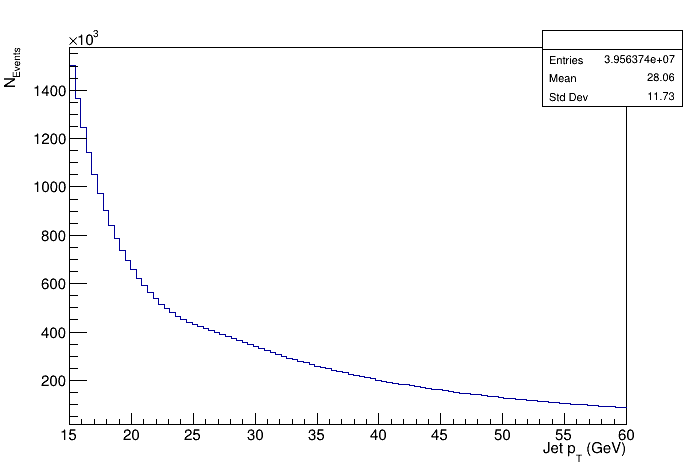 ×10³
N_Events
1400
1200
1000
800
600
400
200
15 20 25 30 35 40 45 50 55 60
Jet p_T (GeV)
Entries 3.956374e+07
Mean 28.06
Std Dev 11.73